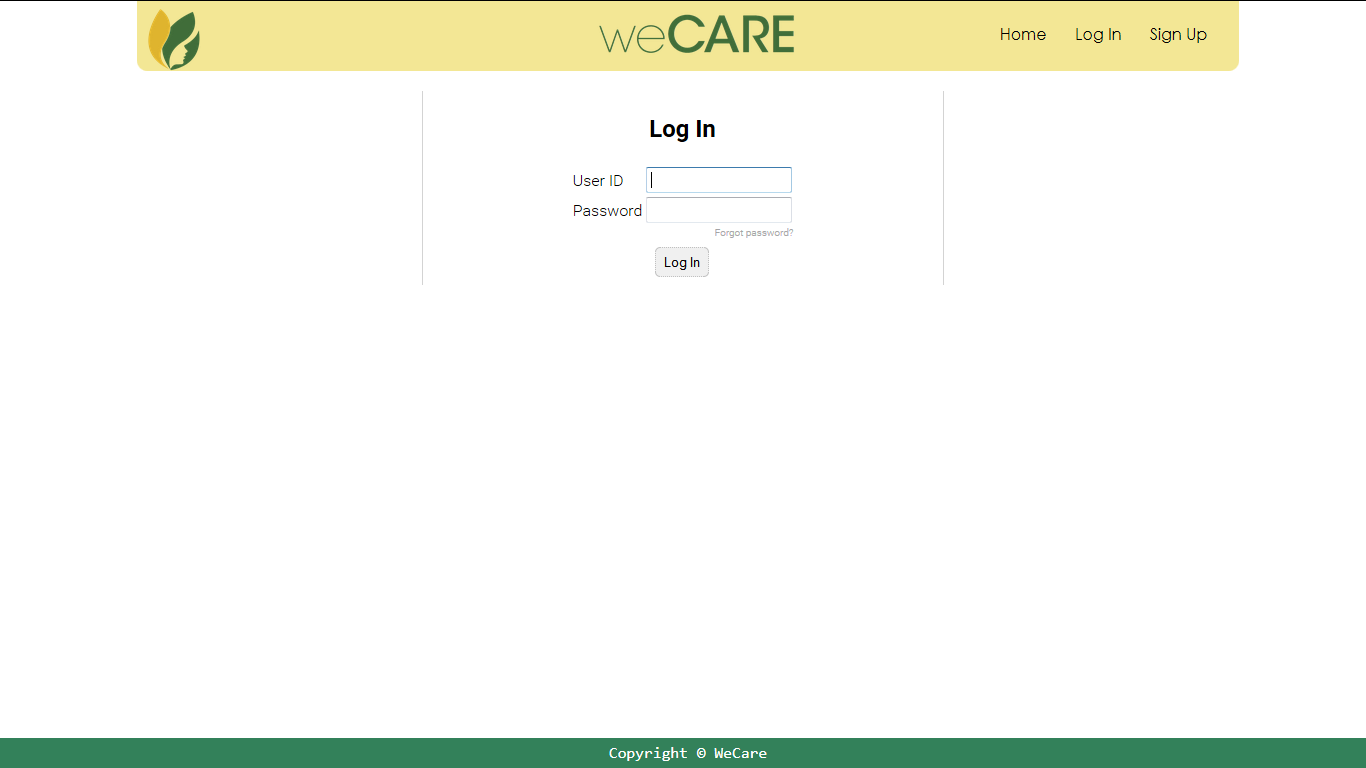 weCARE
Home Log In Sign Up
Log In
User ID
Password
Forgot password?
Log In
Copyright © WeCare